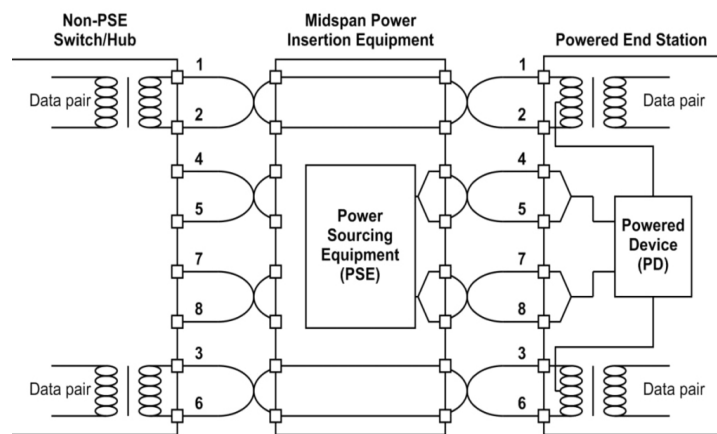 Non-PSE
Switch/Hub
Midspan Power
Insertion Equipment
Powered End Station
1
1
Data pair
Data pair
2
2
4
4
5
5
Power
Sourcing
Equipment
(PSE)
Powered
Device
(PD)
7
7
8
8
3
3
Data pair
Data pair
6
6